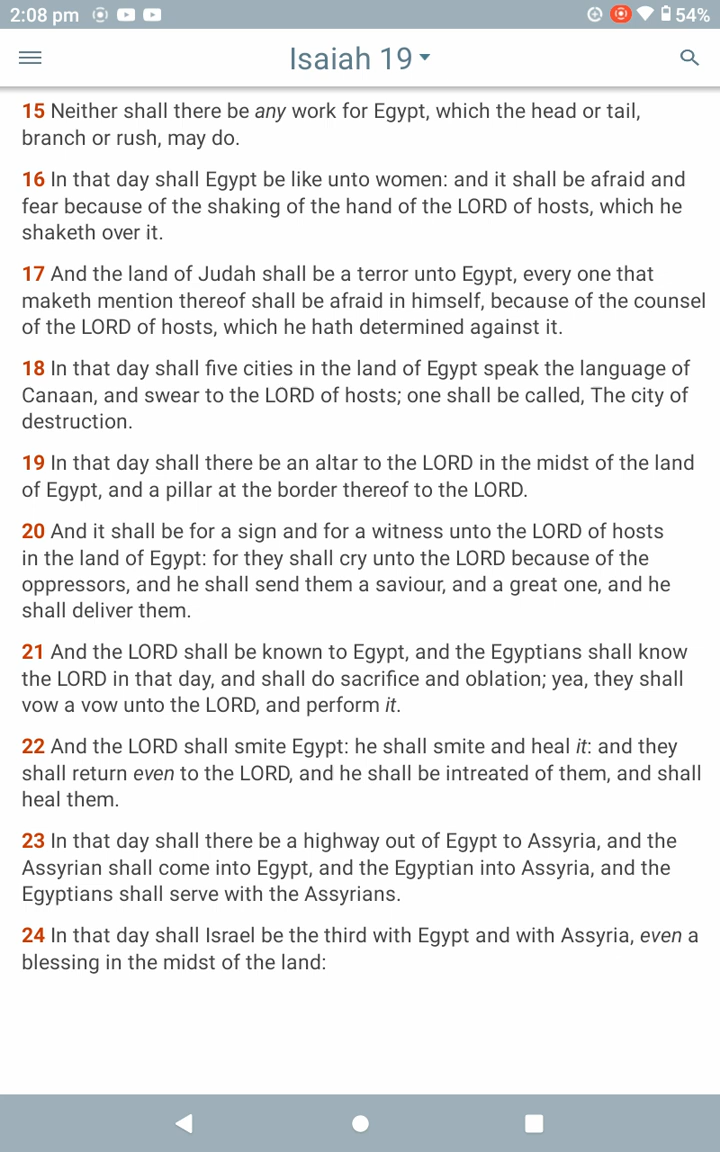 2:08 pm
54%
Isaiah 19
15 Neither shall there be any work for Egypt, which the head or tail,
branch or rush, may do.
16 In that day shall Egypt be like unto women: and it shall be afraid and
fear because of the shaking of the hand of the LORD of hosts, which he
shaketh over it.
17 And the land of Judah shall be a terror unto Egypt, every one that
maketh mention thereof shall be afraid in himself, because of the counsel
of the LORD of hosts, which he hath determined against it.
18 In that day shall five cities in the land of Egypt speak the language of
Canaan, and swear to the LORD of hosts; one shall be called, The city of
destruction.
19 In that day shall there be an altar to the LORD in the midst of the land
of Egypt, and a pillar at the border thereof to the LORD.
20 And it shall be for a sign and for a witness unto the LORD of hosts
in the land of Egypt: for they shall cry unto the LORD because of the
oppressors, and he shall send them a saviour, and a great one, and he
shall deliver them.
21 And the LORD shall be known to Egypt, and the Egyptians shall know
the LORD in that day, and shall do sacrifice and oblation; yea, they shall
vow a vow unto the LORD, and perform it.
22 And the LORD shall smite Egypt: he shall smite and heal it: and they
shall return even to the LORD, and he shall be intreated of them, and shall
heal them.
23 In that day shall there be a highway out of Egypt to Assyria, and the
Assyrian shall come into Egypt, and the Egyptian into Assyria, and the
Egyptians shall serve with the Assyrians.
24 In that day shall Israel be the third with Egypt and with Assyria, even a
blessing in the midst of the land: